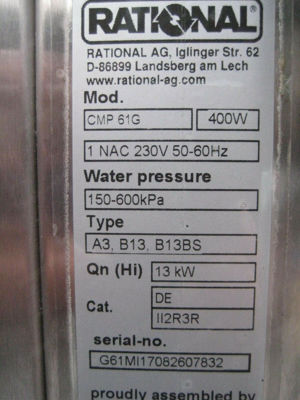 RATIONAL
RATIONAL AG, Iglinger Str. 62
D-86899 Landsberg am Lech
www.rational-ag.com
Mod.
CMP 61G 400W
1 NAC 230V 50-60Hz
Water pressure
150-600kPa
Type
A3, B13, B13BS
Qn (Hi) 13 kW
Cat. DE
II2R3R
serial-no.
G61MI17082607832
proudly assembled by